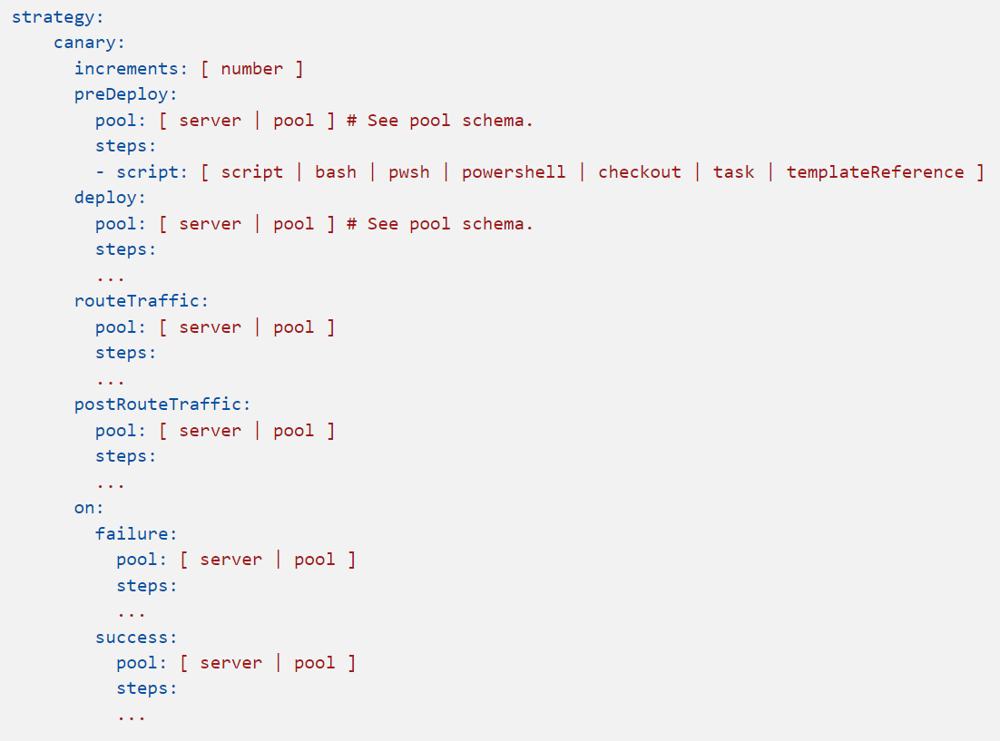 strategy:
    canary:
      increments: [ number ]
      preDeploy:
        pool: [ server | pool ] # See pool schema.
        steps:
        - script: [ script | bash | pwsh | powershell | checkout | task | templateReference ]
      deploy:
        pool: [ server | pool ] # See pool schema.
        steps:
        ...
      routeTraffic:
        pool: [ server | pool ]
        steps:
        ...
      postRouteTraffic:
        pool: [ server | pool ]
        steps:
        ...
      on:
        failure:
          pool: [ server | pool ]
          steps:
          ...
        success:
          pool: [ server | pool ]
          steps:
          ...